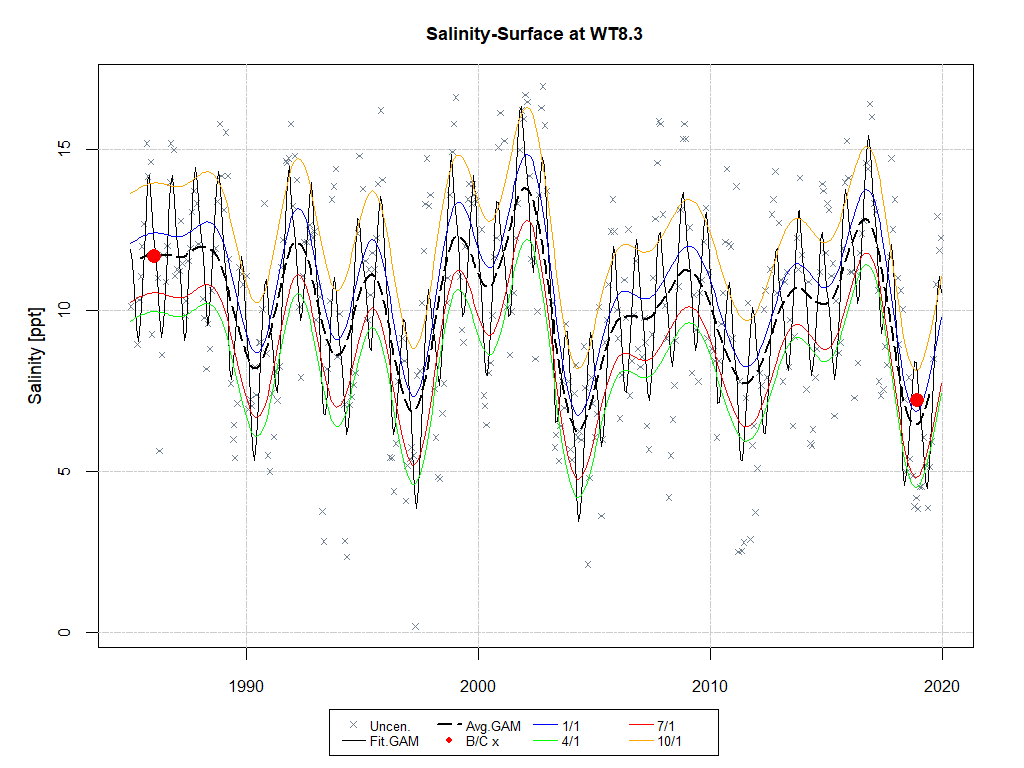 Salinity-Surface at WT8.3
Salinity [ppt]
15
10
5
0
1990 2000 2010 2020
Uncen. Avg.GAM 1/1 7/1
Fit.GAM B/C x 4/1 10/1